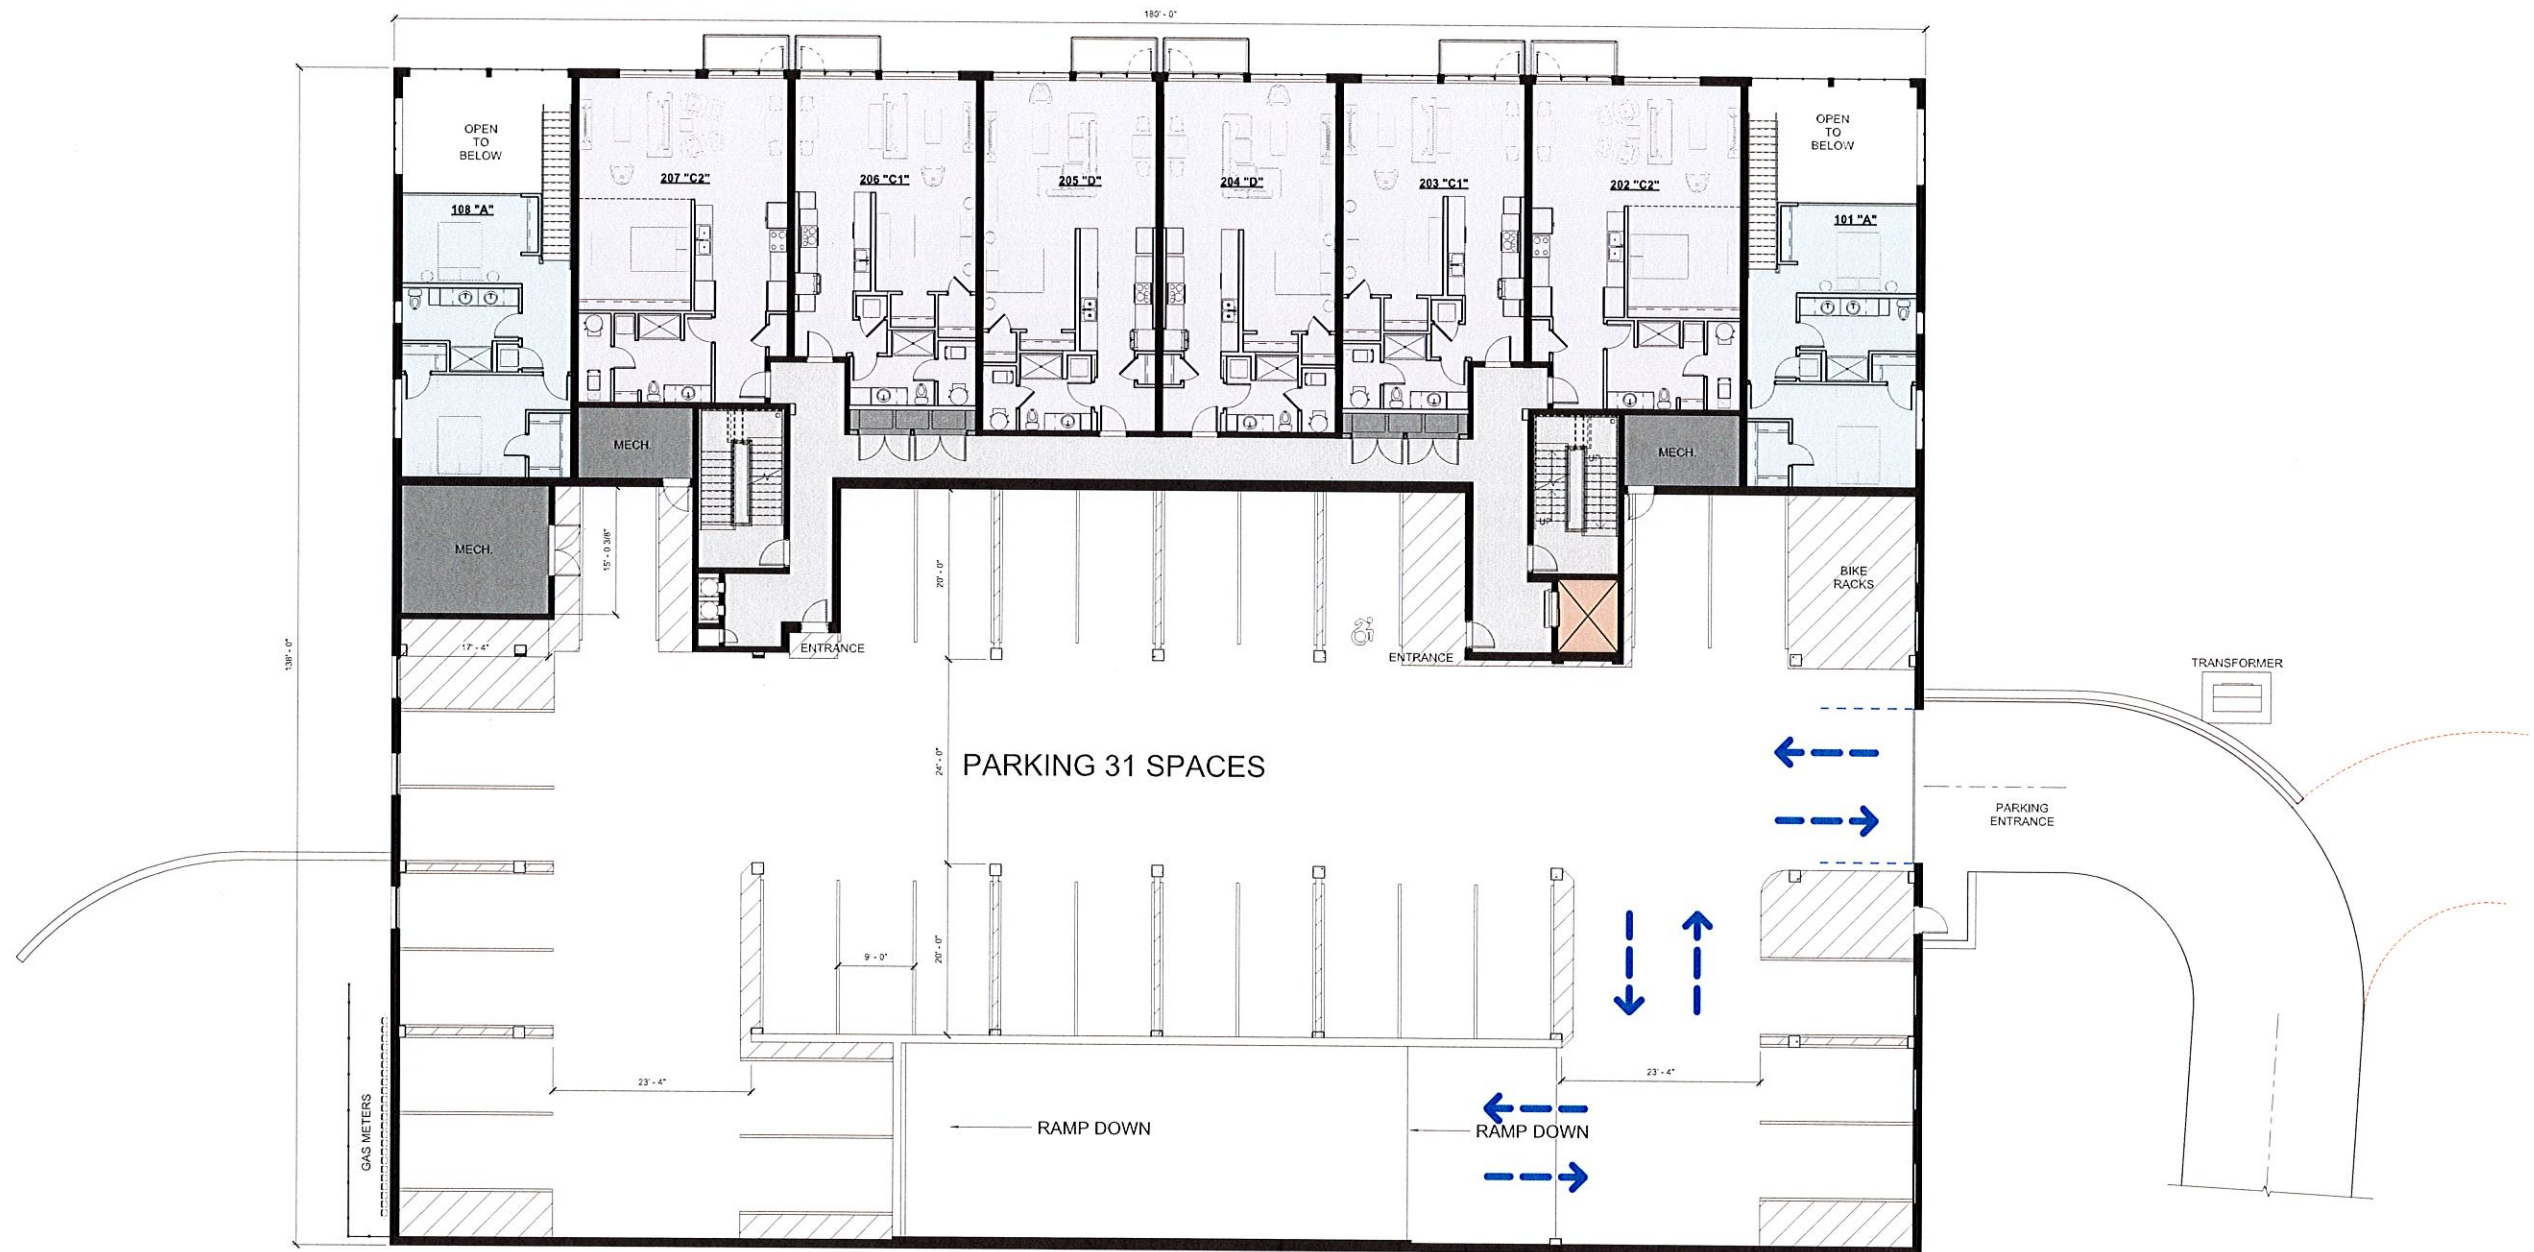 180' - 0"
OPEN
TO
BELOW
OPEN
TO
BELOW
207 "C2"
206 "C1"
205 "D"
204 "D"
203 "C1"
202 "C2"
108 "A"
101 "A"
MECH.
MECH.
UP
UP
MECH.
15' - 0 3/8"
20' - 0"
BIKE
RACKS
138' - 0"
17' - 4"
ENTRANCE
ENTRANCE
TRANSFORMER
24' - 0"
PARKING 31 SPACES
PARKING
ENTRANCE
9' - 0"
20' - 0"
23' - 4"
23' - 4"
GAS METERS
RAMP DOWN
RAMP DOWN